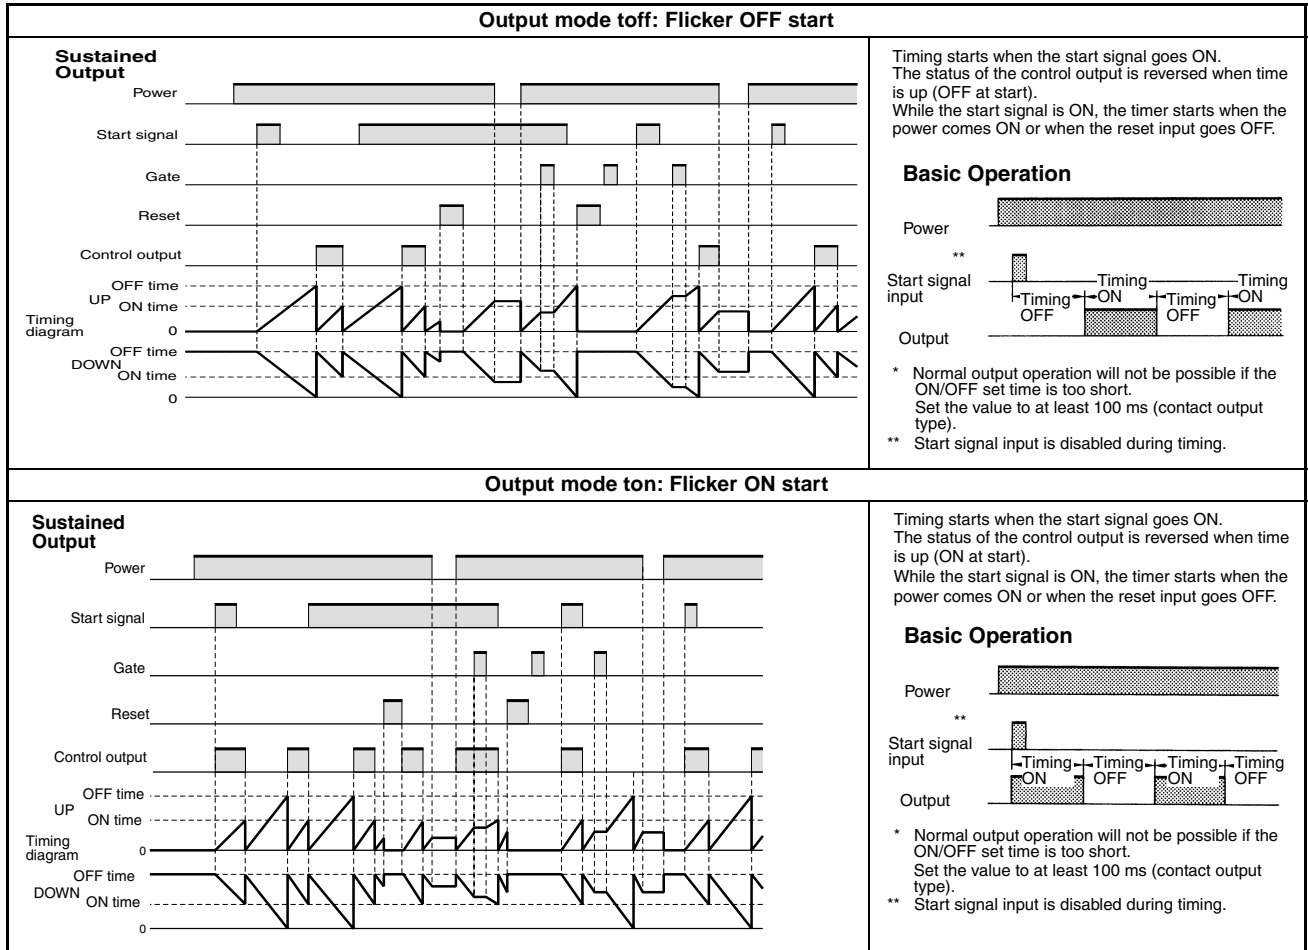 Output mode toff: Flicker OFF start
Sustained
Output
Power
Start signal
Gate
Reset
Control output
OFF time
UP
ON time
Timing
diagram
0
OFF time
DOWN
ON time
0
Timing starts when the start signal goes ON.
The status of the control output is reversed when time
is up (OFF at start).
While the start signal is ON, the timer starts when the
power comes ON or when the reset input goes OFF.
Basic Operation
Power
**
Start signal
input
Timing
ON
Timing
ON
Timing
OFF
Timing
OFF
Output
* Normal output operation will not be possible if the
ON/OFF set time is too short.
Set the value to at least 100 ms (contact output
type).
** Start signal input is disabled during timing.
Output mode ton: Flicker ON start
Sustained
Output
Power
Start signal
Gate
Reset
Control output
OFF time
UP
ON time
Timing
diagram
0
OFF time
DOWN
ON time
0
Timing starts when the start signal goes ON.
The status of the control output is reversed when time
is up (ON at start).
While the start signal is ON, the timer starts when the
power comes ON or when the reset input goes OFF.
Basic Operation
Power
**
Start signal
input
Timing
ON
Timing
OFF
Timing
ON
Timing
OFF
Output
* Normal output operation will not be possible if the
ON/OFF set time is too short.
Set the value to at least 100 ms (contact output
type).
** Start signal input is disabled during timing.